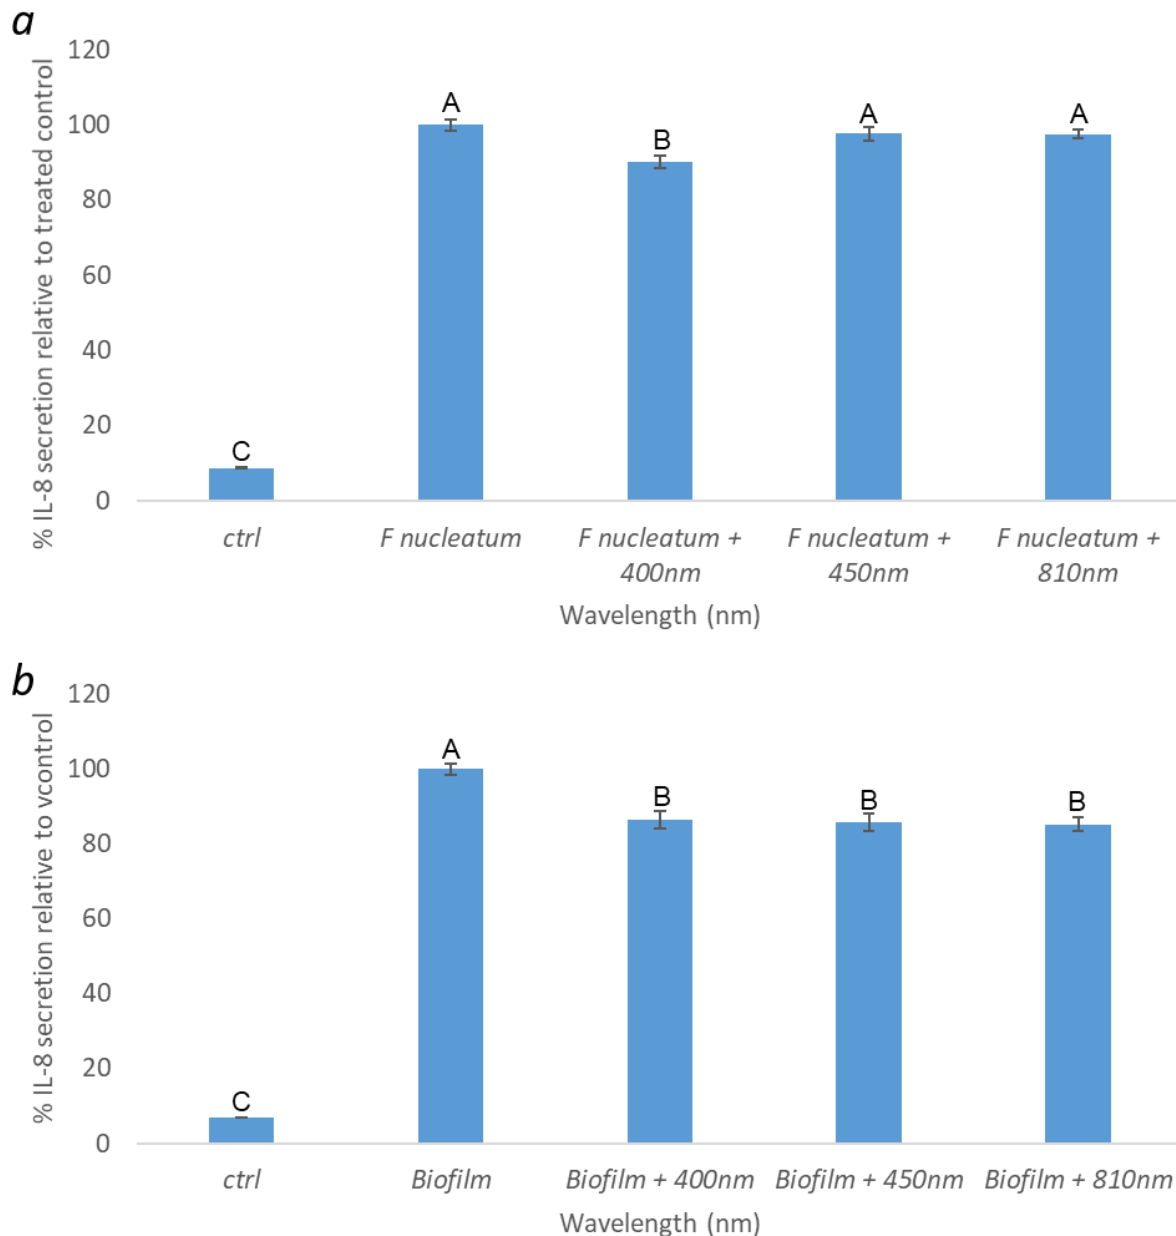 a
% IL-8 secretion relative to treated control
120
100
80
60
40
20
0
C
A
B
A
A
ctrl
F nucleatum
F nucleatum +
400nm
F nucleatum +
450nm
F nucleatum +
810nm
Wavelength (nm)
b
% IL-8 secretion relative to vcontrol
120
100
80
60
40
20
0
C
A
B
B
B
ctrl
Biofilm
Biofilm + 400nm
Biofilm + 450nm
Biofilm + 810nm
Wavelength (nm)